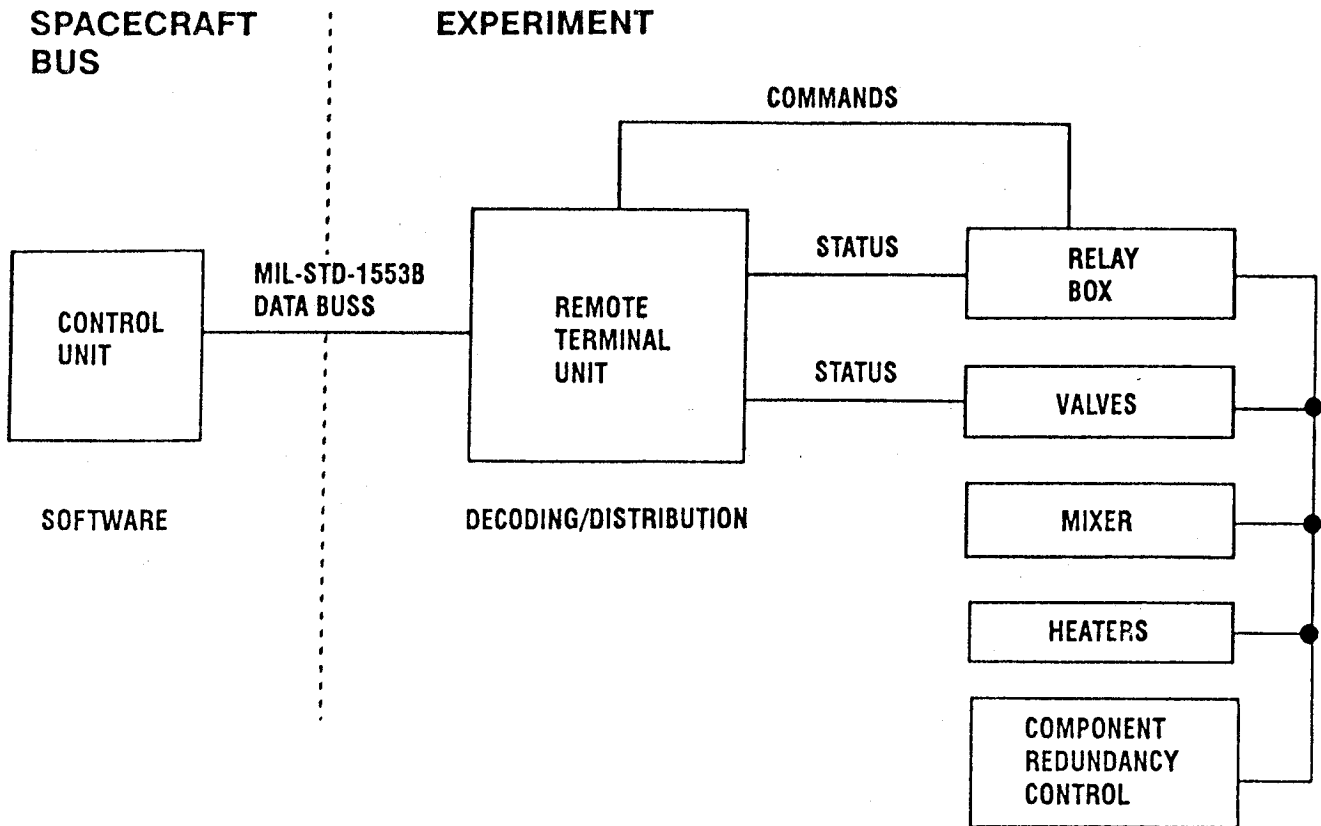 SPACECRAFT
BUS
EXPERIMENT
COMMANDS
CONTROL
UNIT
MIL-STD-1553B
DATA BUSS
REMOTE
TERMINAL
UNIT
STATUS
RELAY
BOX
STATUS
VALVES
SOFTWARE
DECODING/DISTRIBUTION
MIXER
HEATERS
COMPONENT
REDUNDANCY
CONTROL